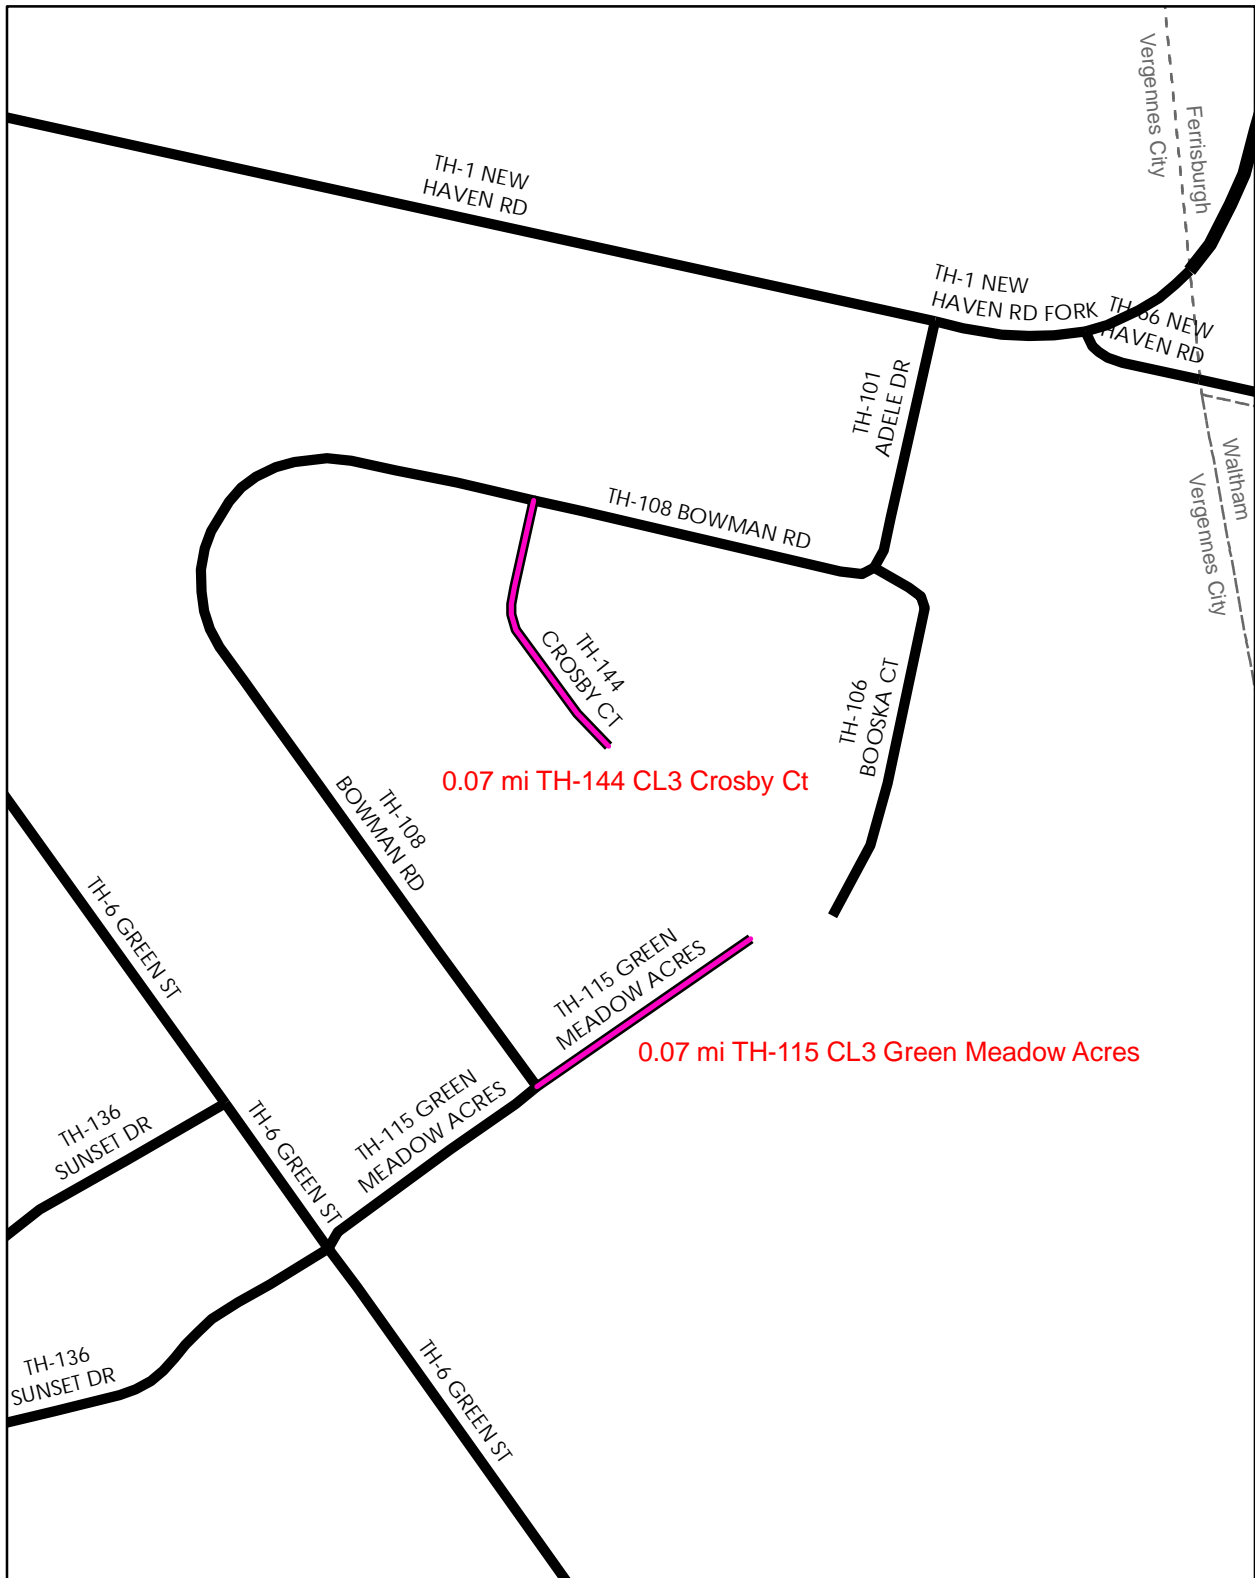 Vergennes City
Ferrisburgh
TH-1 NEW
HAVEN RD
TH-1 NEW
HAVEN RD FORK
TH-66 NEW
HAVEN RD
TH-101
ADELE DR
Waltham
Vergennes City
TH-108 BOWMAN RD
TH-144
CROSBY CT
TH-106
BOOSKA CT
0.07 mi TH-144 CL3 Crosby Ct
TH-108
BOWMAN RD
TH-6 GREEN ST
TH-115 GREEN
MEADOW ACRES
0.07 mi TH-115 CL3 Green Meadow Acres
TH-136
SUNSET DR
TH-6 GREEN ST
TH-115 GREEN
MEADOW ACRES
TH-136
SUNSET DR
TH-6 GREEN ST